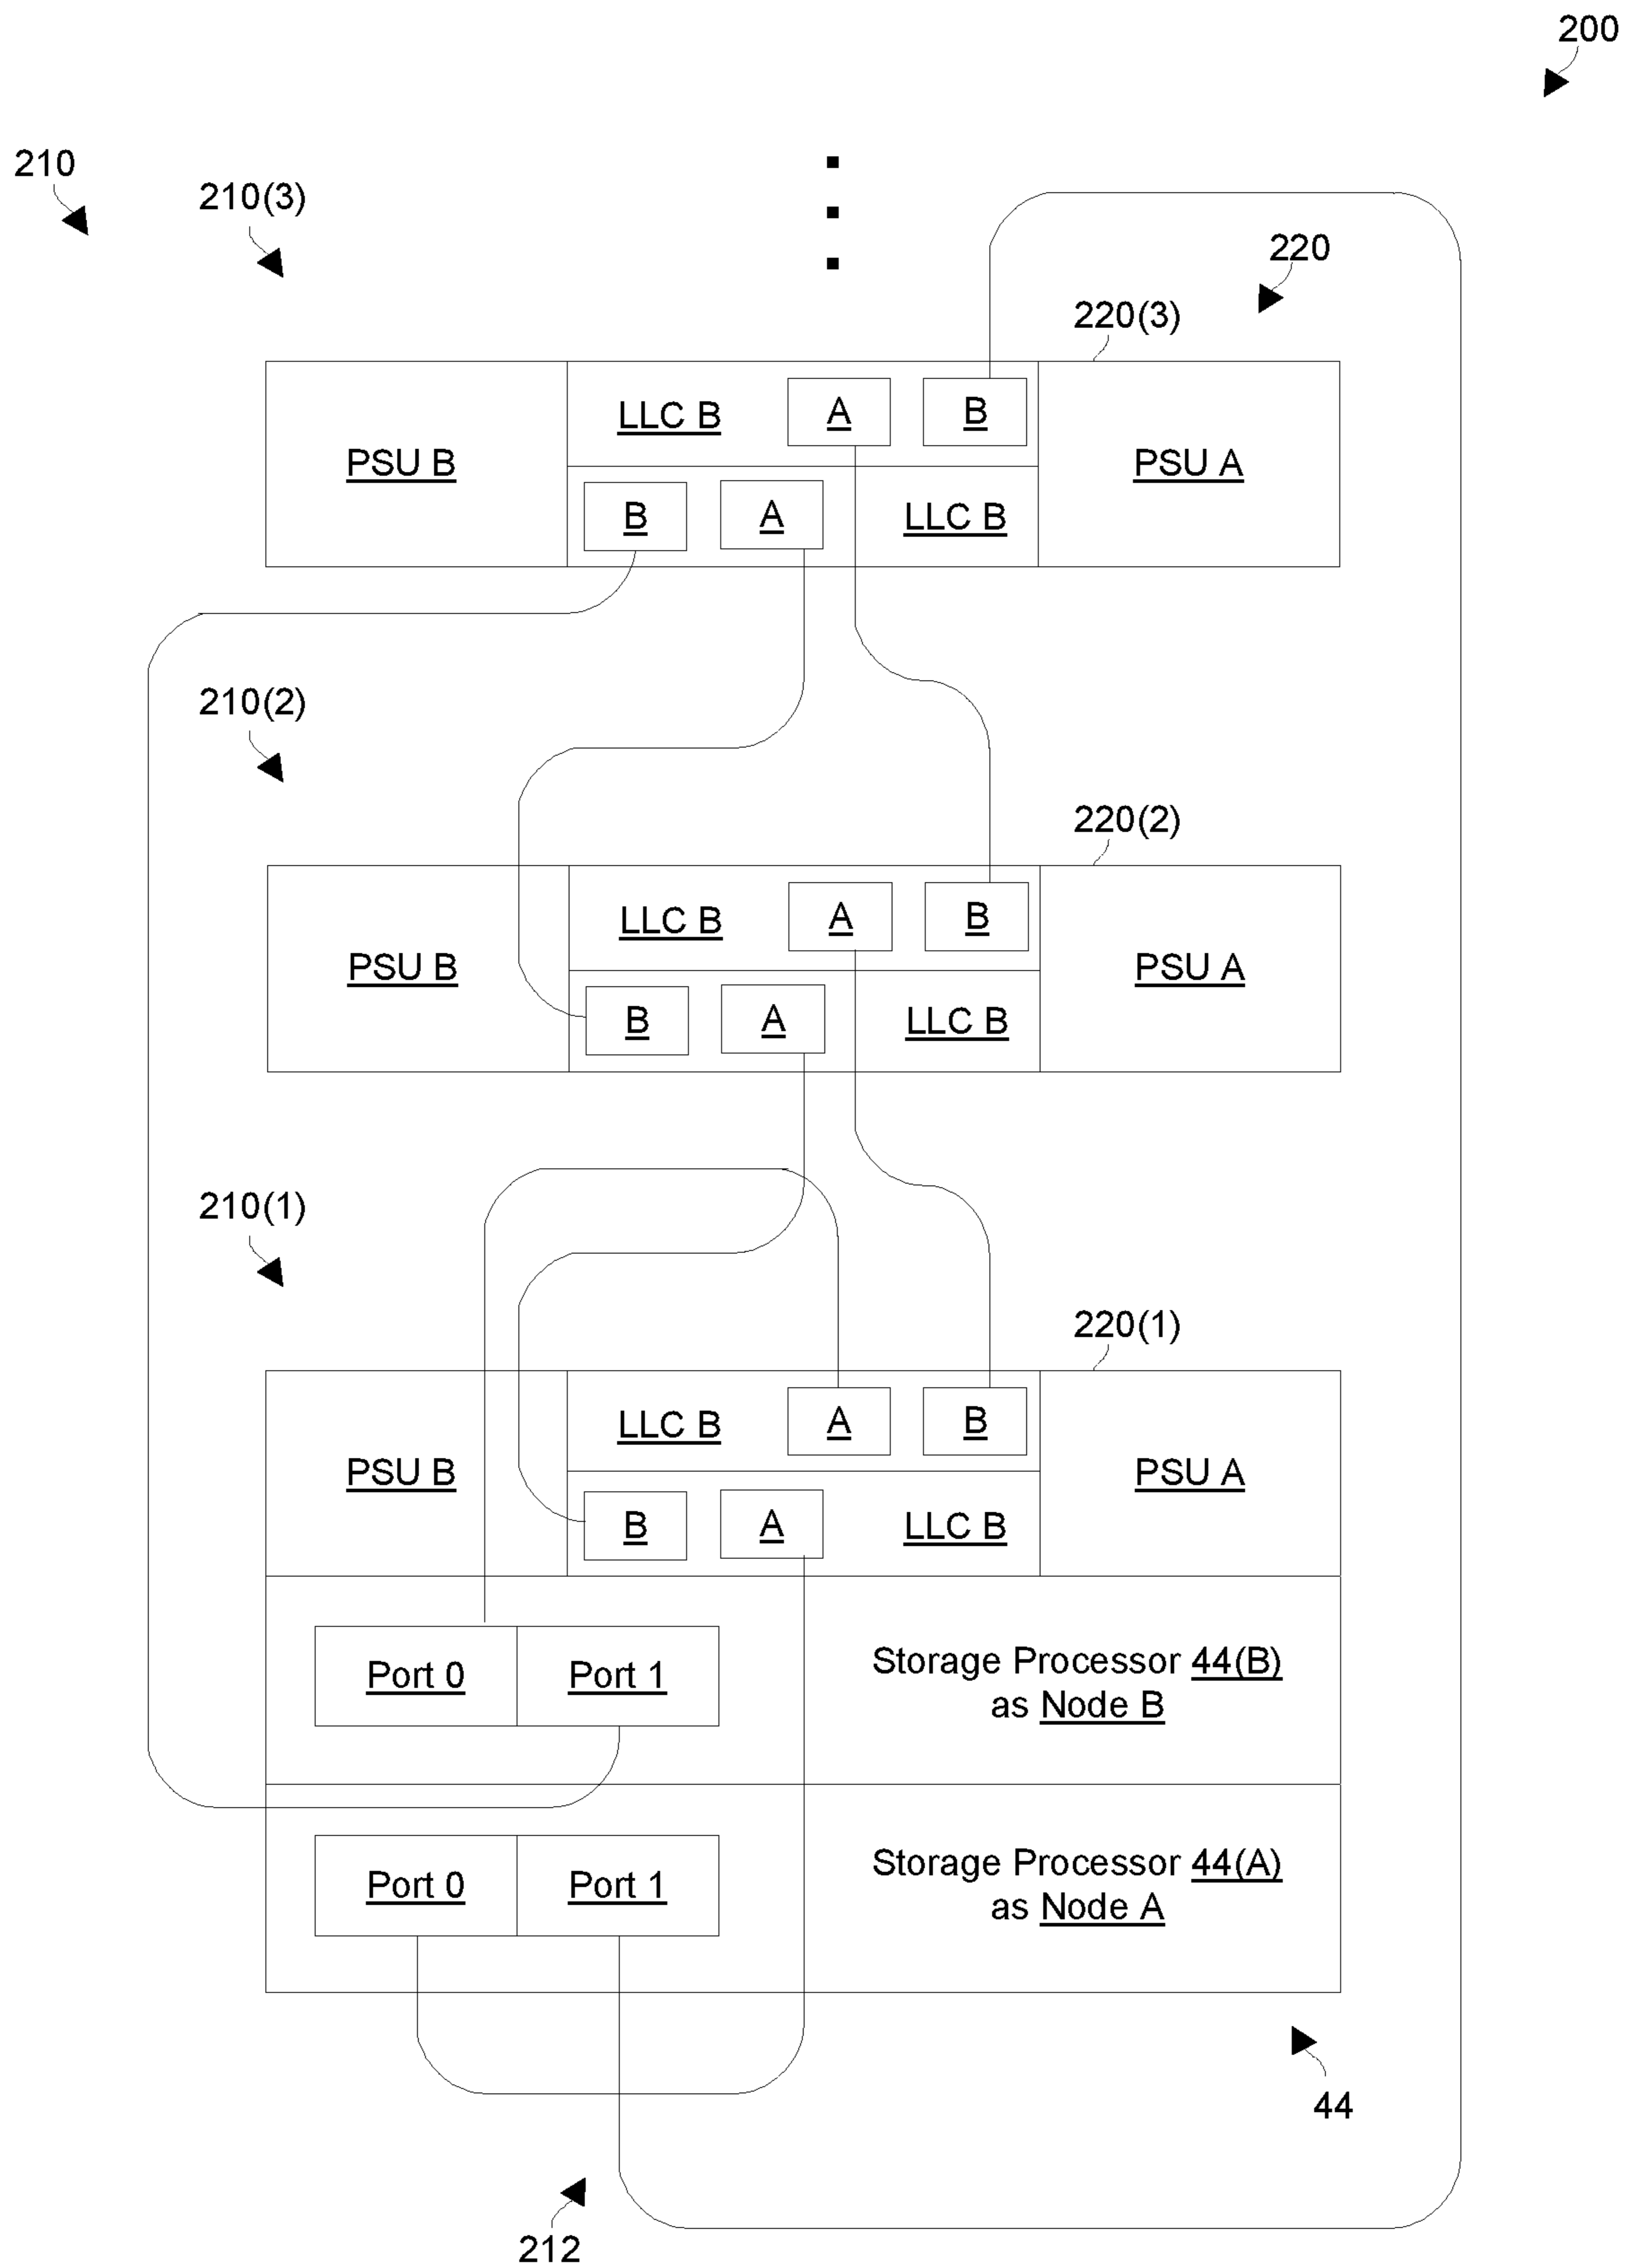 200
210
210(3)
220
220(3)
LLC B
A
B
PSU B
PSU A
B
A
LLC B
210(2)
220(2)
LLC B
A
B
PSU B
PSU A
B
A
LLC B
210(1)
220(1)
LLC B
A
B
PSU B
PSU A
B
A
LLC B
Port 0
Port 1
Storage Processor 44(B)
as Node B
Port 0
Port 1
Storage Processor 44(A)
as Node A
44
212